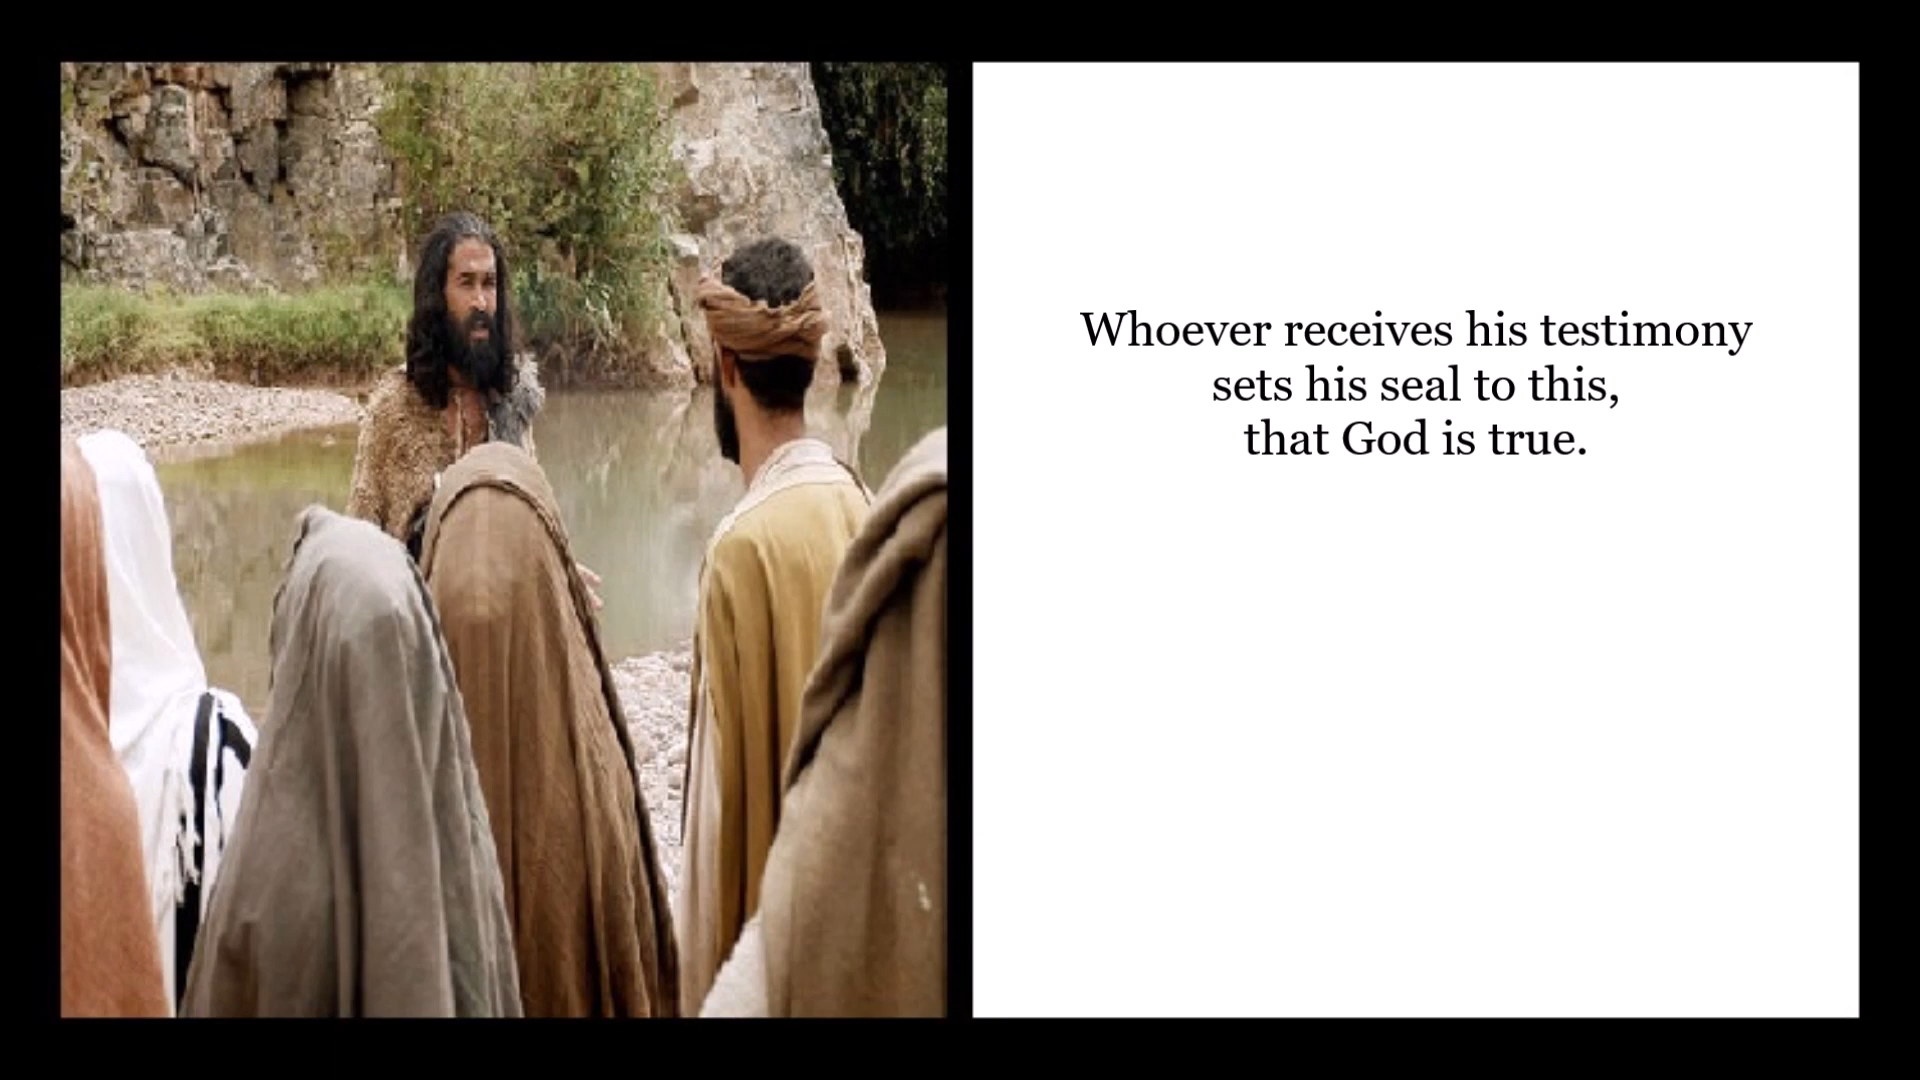 Whoever receives his testimony
sets his seal to this,
that God is true.